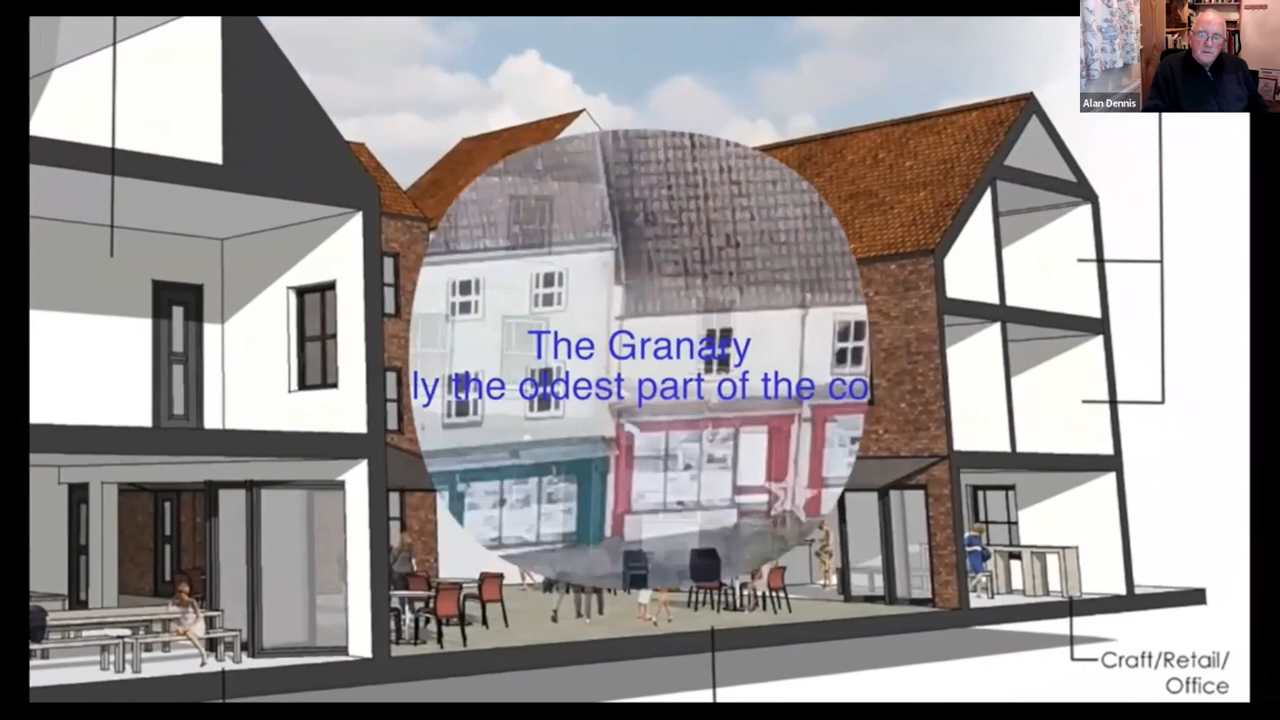 Alan Dennis
The Granary
ly the oldest part of the co
Craft/Retail/
Office